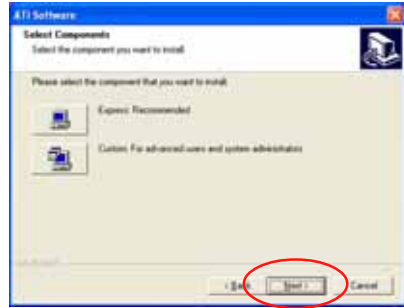 ATI Software
Select Components
Select the component you want to install
Please select the component that you want to install.
Express: Recommended
Custom: For advanced users and system administrators
< Back
Next >
Cancel